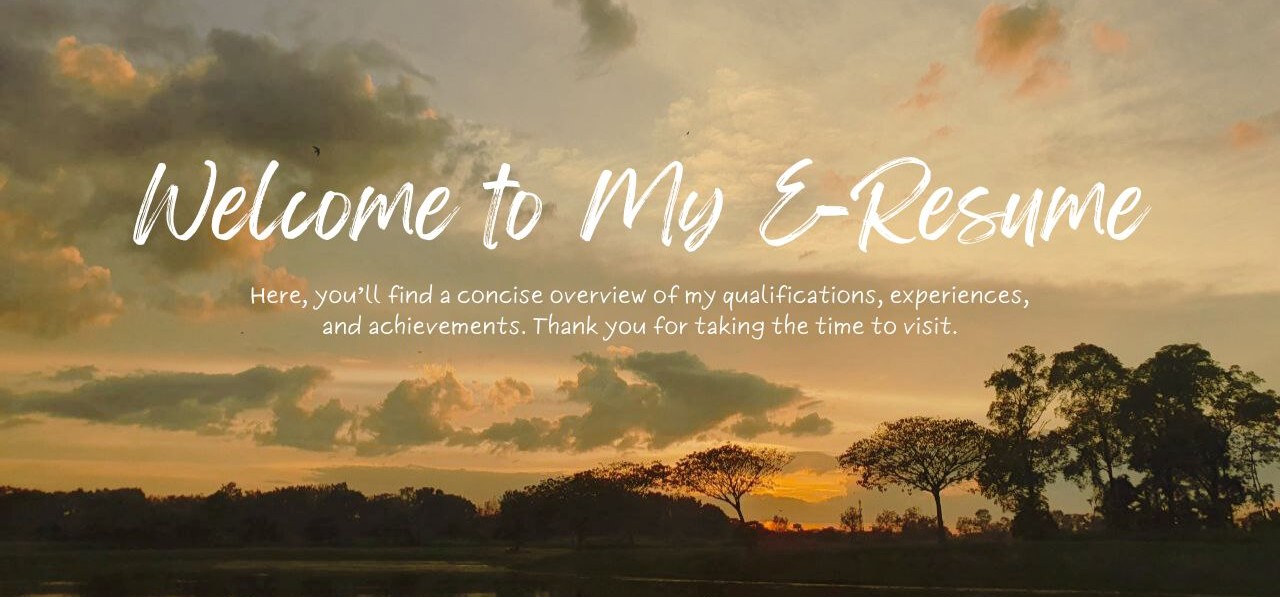 Welcome to My E-Resume
Here, you'll find a concise overview of my qualifications, experiences,
and achievements. Thank you for taking the time to visit.